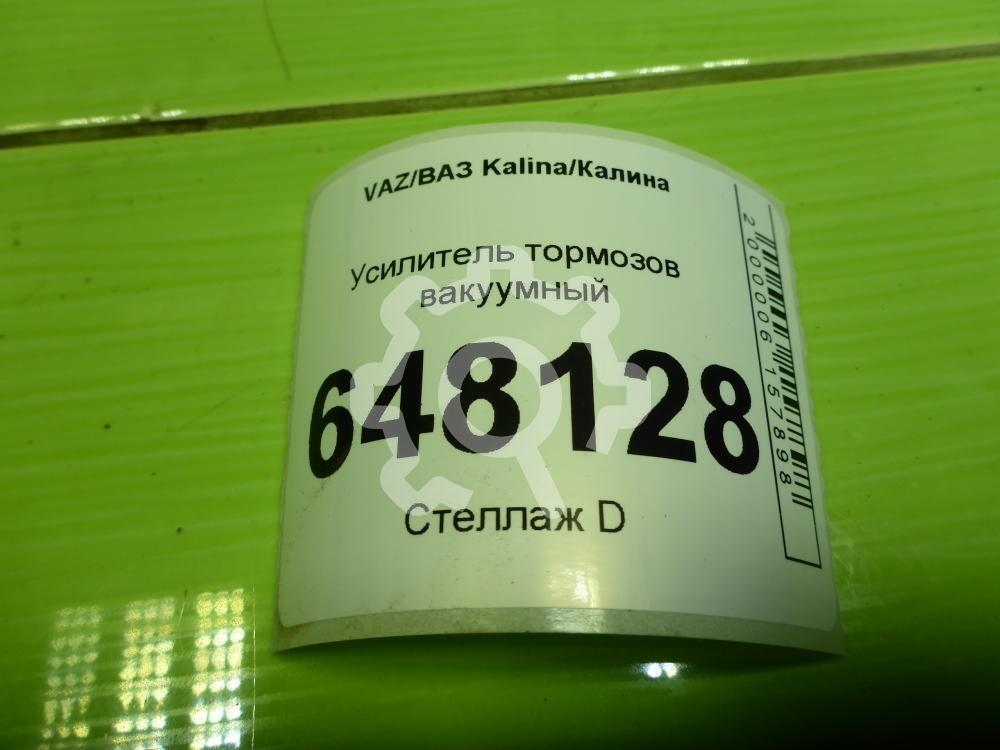 VAZ/ВАЗ Kalina/Калина
Усилитель тормозов
вакуумный
648128
Стеллаж D
2000006157898